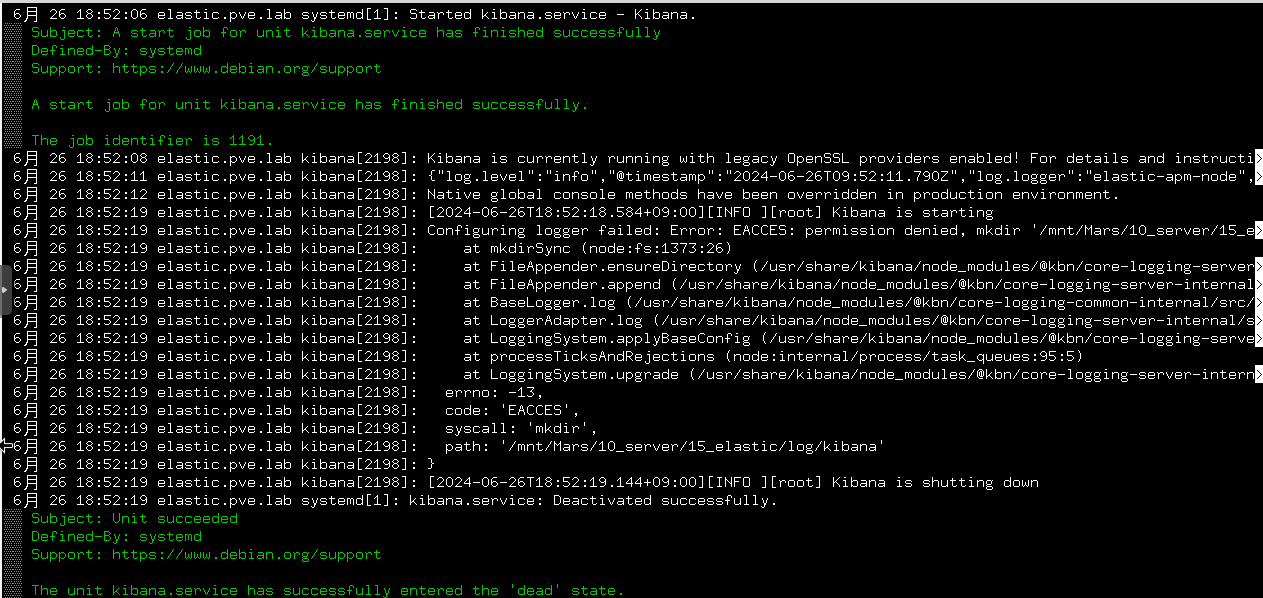 6月 26 18:52:06 elastic.pve.lab systemd[1]: Started kibana.service - Kibana.
Subject: A start job for unit kibana.service has finished successfully
Defined-By: systemd
Support: https://www.debian.org/support
A start job for unit kibana.service has finished successfully.
The job identifier is 1191.
6月 26 18:52:08 elastic.pve.lab kibana[2198]: Kibana is currently running with legacy OpenSSL providers enabled! For details and instructi>
6月 26 18:52:11 elastic.pve.lab kibana[2198]: {"log.level":"info","@timestamp":"2024-06-26T09:52:11.790Z","log.logger":"elastic-apm-node",>
6月 26 18:52:12 elastic.pve.lab kibana[2198]: Native global console methods have been overridden in production environment.
6月 26 18:52:19 elastic.pve.lab kibana[2198]: [2024-06-26T18:52:18.584+09:00][INFO ][root] Kibana is starting
6月 26 18:52:19 elastic.pve.lab kibana[2198]: Configuring logger failed: Error: EACCES: permission denied, mkdir '/mnt/Mars/10_server/15_e>
6月 26 18:52:19 elastic.pve.lab kibana[2198]:     at mkdirSync (node:fs:1373:26)
6月 26 18:52:19 elastic.pve.lab kibana[2198]:     at FileAppender.ensureDirectory (/usr/share/kibana/node_modules/@kbn/core-logging-server>
6月 26 18:52:19 elastic.pve.lab kibana[2198]:     at FileAppender.append (/usr/share/kibana/node_modules/@kbn/core-logging-server-internal>
6月 26 18:52:19 elastic.pve.lab kibana[2198]:     at BaseLogger.log (/usr/share/kibana/node_modules/@kbn/core-logging-common-internal/src/>
6月 26 18:52:19 elastic.pve.lab kibana[2198]:     at LoggerAdapter.log (/usr/share/kibana/node_modules/@kbn/core-logging-server-internal/s>
6月 26 18:52:19 elastic.pve.lab kibana[2198]:     at LoggingSystem.applyBaseConfig (/usr/share/kibana/node_modules/@kbn/core-logging-serve>
6月 26 18:52:19 elastic.pve.lab kibana[2198]:     at processTicksAndRejections (node:internal/process/task_queues:95:5)
6月 26 18:52:19 elastic.pve.lab kibana[2198]:     at LoggingSystem.upgrade (/usr/share/kibana/node_modules/@kbn/core-logging-server-intern>
6月 26 18:52:19 elastic.pve.lab kibana[2198]:   errno: -13,
6月 26 18:52:19 elastic.pve.lab kibana[2198]:   code: 'EACCES',
6月 26 18:52:19 elastic.pve.lab kibana[2198]:   syscall: 'mkdir',
6月 26 18:52:19 elastic.pve.lab kibana[2198]:   path: '/mnt/Mars/10_server/15_elastic/log/kibana'
6月 26 18:52:19 elastic.pve.lab kibana[2198]: }
6月 26 18:52:19 elastic.pve.lab kibana[2198]: [2024-06-26T18:52:19.144+09:00][INFO ][root] Kibana is shutting down
6月 26 18:52:19 elastic.pve.lab systemd[1]: kibana.service: Deactivated successfully.
Subject: Unit succeeded
Defined-By: systemd
Support: https://www.debian.org/support
The unit kibana.service has successfully entered the 'dead' state.